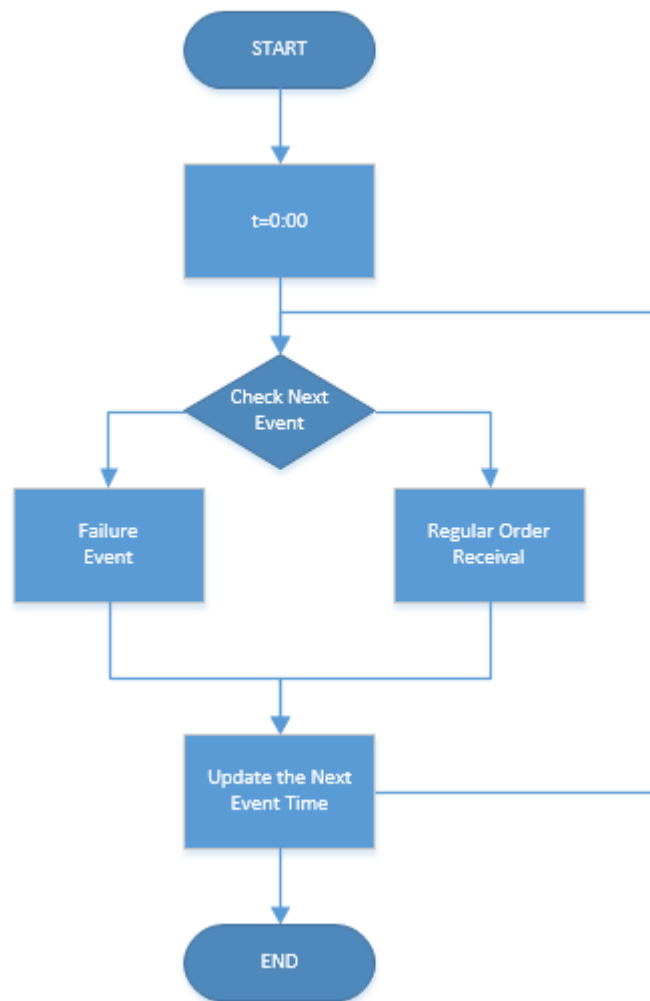 START
t=0:00
Check Next
Event
Failure
Event
Regular Order
Receival
Update the Next
Event Time
END